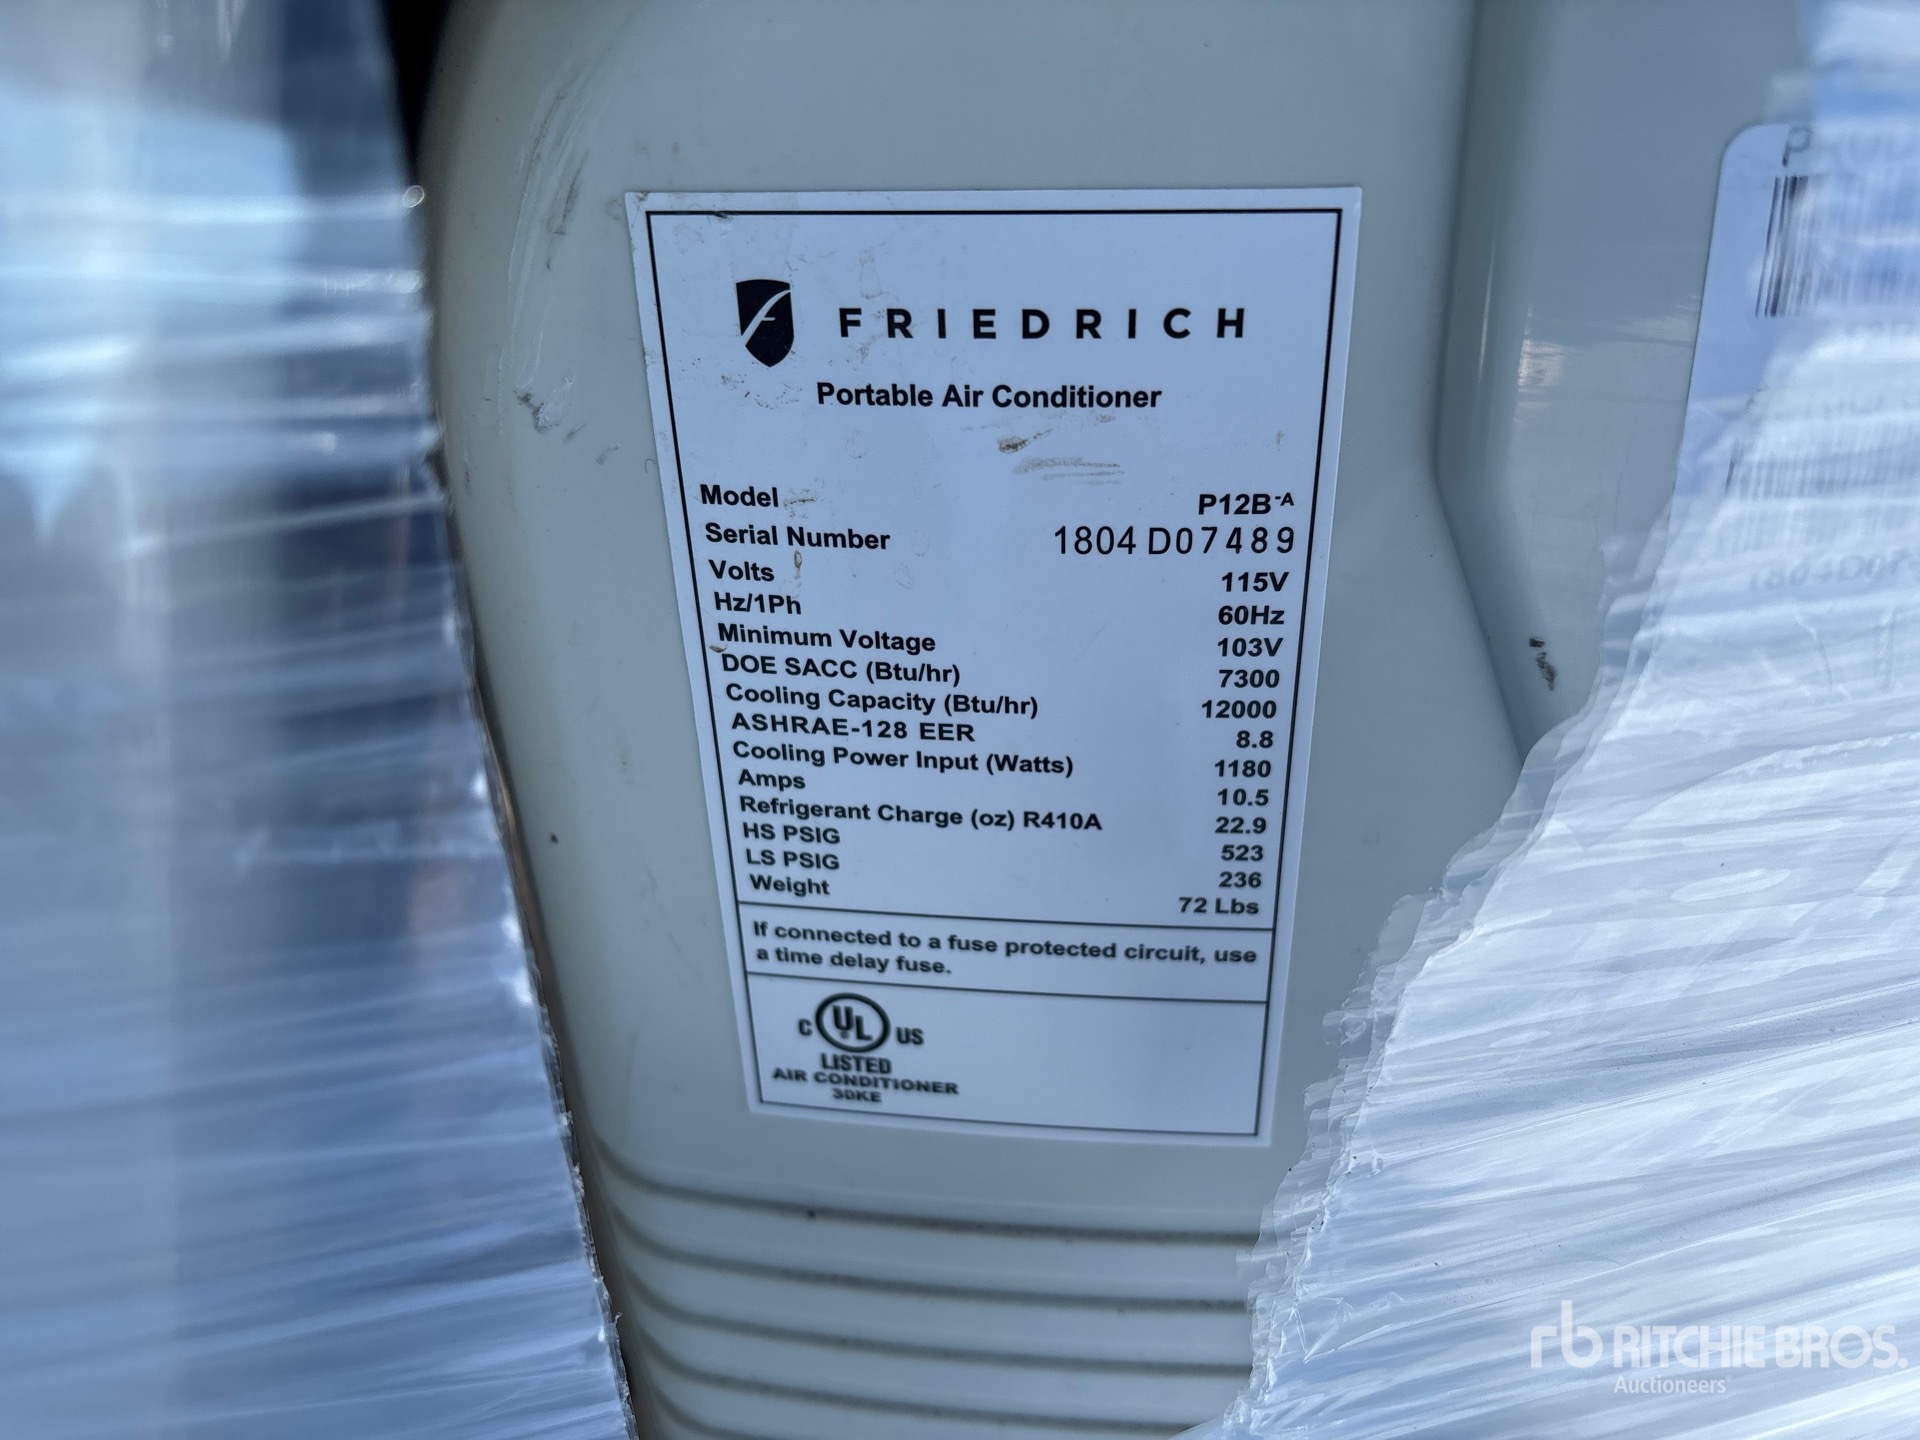 FRIEDRICH
Portable Air Conditioner
Model P12B-A
Serial Number 1804 D07489
Volts 115V
Hz/1Ph 60Hz
Minimum Voltage 103V
DOE SACC (Btu/hr) 7300
Cooling Capacity (Btu/hr) 12000
ASHRAE-128 EER 8.8
Cooling Power Input (Watts) 1180
Amps 10.5
Refrigerant Charge (oz) R410A 22.9
HS PSIG 523
LS PSIG 236
Weight 72 Lbs
If connected to a fuse protected circuit, use
a time delay fuse.
C UL US
LISTED
AIR CONDITIONER
30KE
rb RITCHIE BROS.
Auctioneers